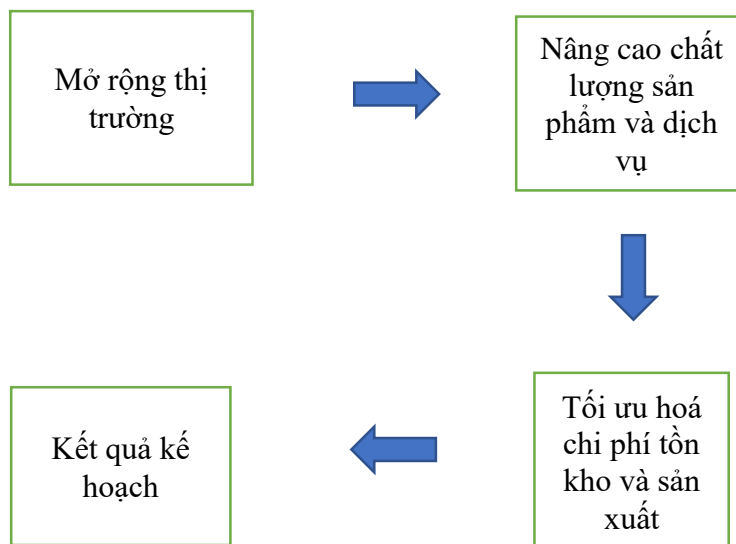 Mở rộng thị
trường
Nâng cao chất
lượng sản
phẩm và dịch
vụ
Tối ưu hoá
chi phí tồn
kho và sản
xuất
Kết quả kế
hoạch